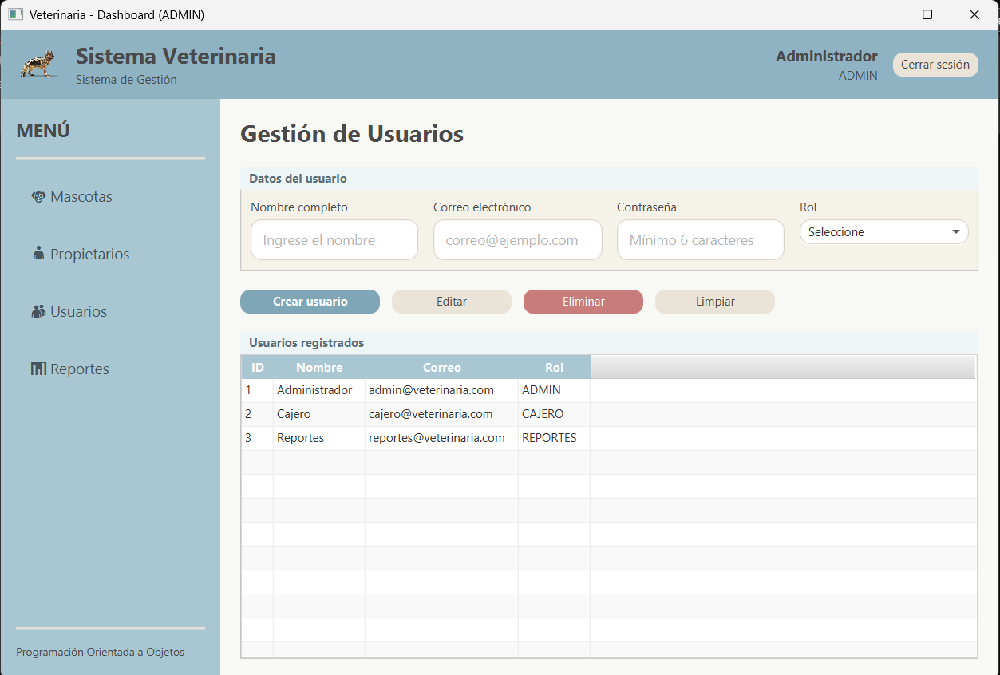 Veterinaria - Dashboard (ADMIN)
Sistema Veterinaria
Sistema de Gestión
Administrador
ADMIN
Cerrar sesión
MENÚ
Mascotas
Propietarios
Usuarios
Reportes
Programación Orientada a Objetos
Gestión de Usuarios
Datos del usuario
Nombre completo Correo electrónico Contraseña Rol
Ingrese el nombre correo@ejemplo.com Mínimo 6 caracteres Seleccione
Crear usuario Editar Eliminar Limpiar
Usuarios registrados
ID Nombre Correo Rol
1 Administrador admin@veterinaria.com ADMIN
2 Cajero cajero@veterinaria.com CAJERO
3 Reportes reportes@veterinaria.com REPORTES